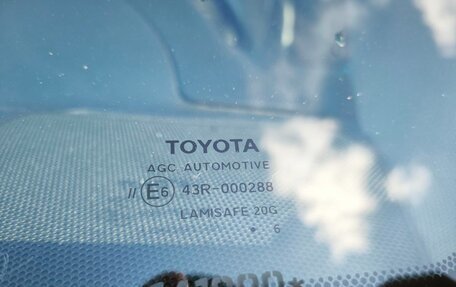 TOYOTA
AGC AUTOMOTIVE
// E6 43R-000288
LAMISAFE 20G
• 6